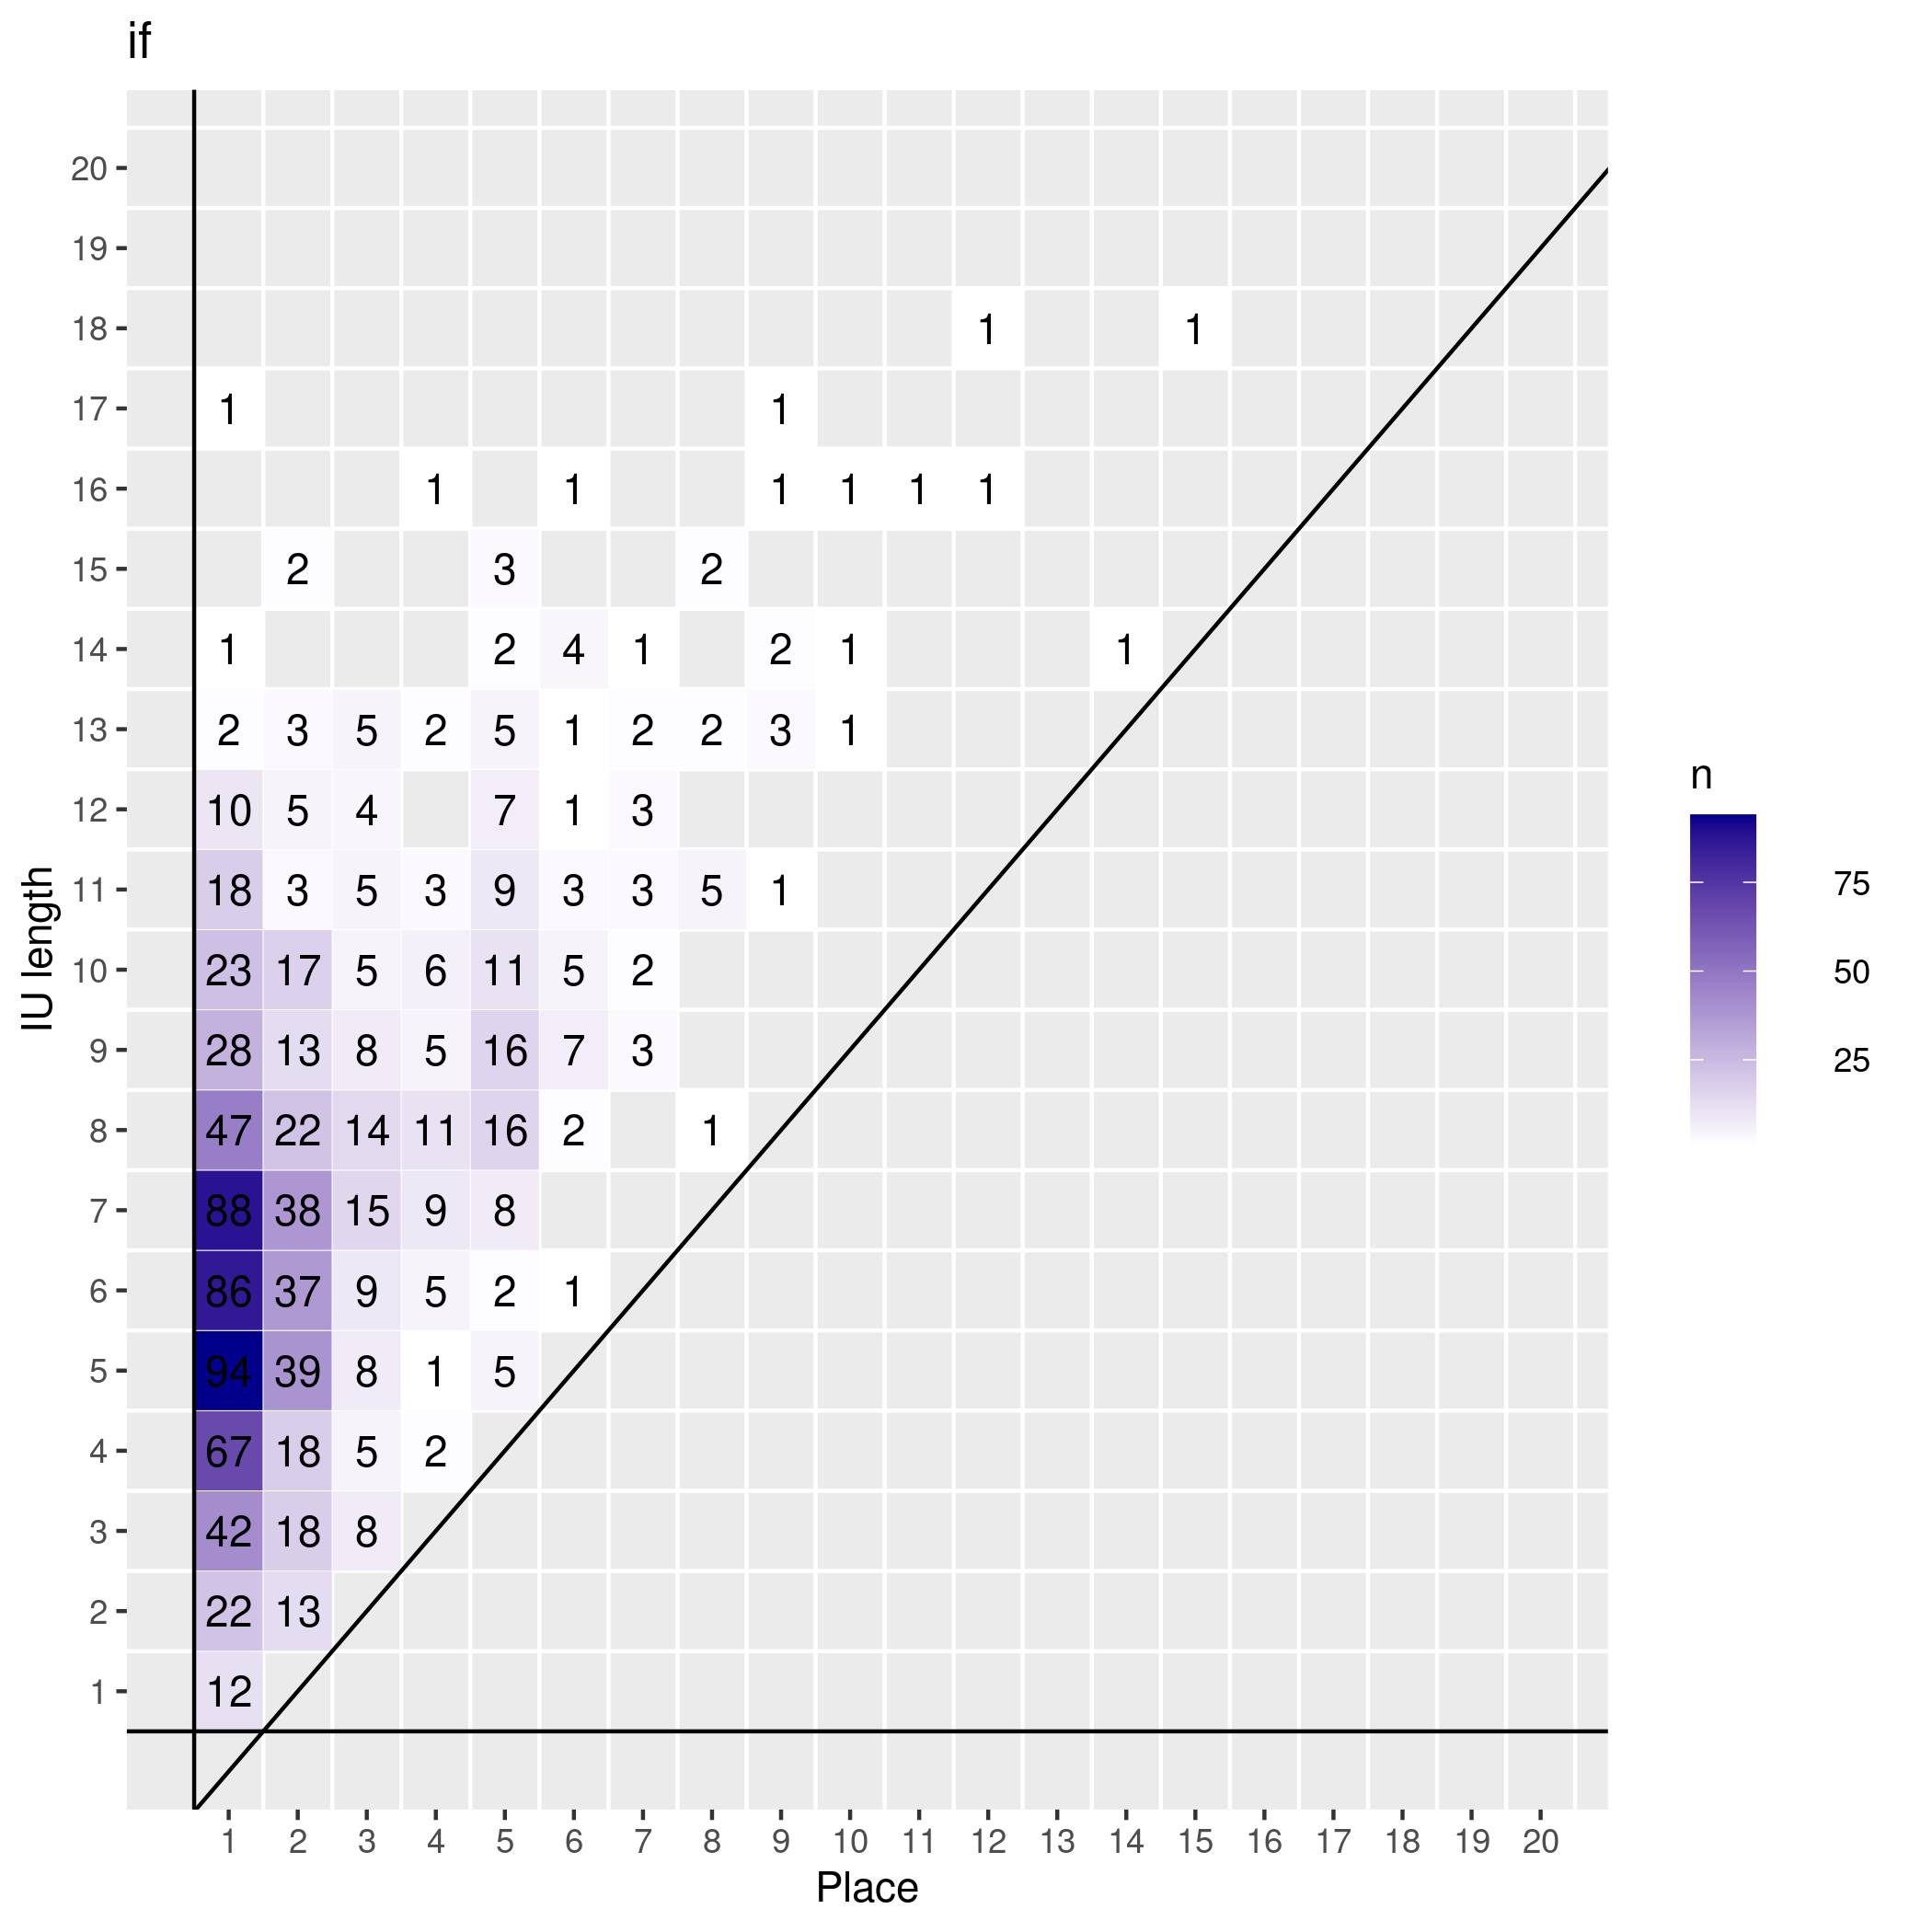 if
20
19
18 1 1
17 1 1
16 1 1 1 1 1 1
15 2 3 2
14 1 2 4 1 2 1 1
13 2 3 5 2 5 1 2 2 3 1
12 10 5 4 7 1 3
11 18 3 5 3 9 3 3 5 1
10 23 17 5 6 11 5 2
9 28 13 8 5 16 7 3
8 47 22 14 11 16 2 1
7 88 38 15 9 8
6 86 37 9 5 2 1
5 94 39 8 1 5
4 67 18 5 2
3 42 18 8
2 22 13
1 12
1 2 3 4 5 6 7 8 9 10 11 12 13 14 15 16 17 18 19 20
Place
IU length
n
75
50
25